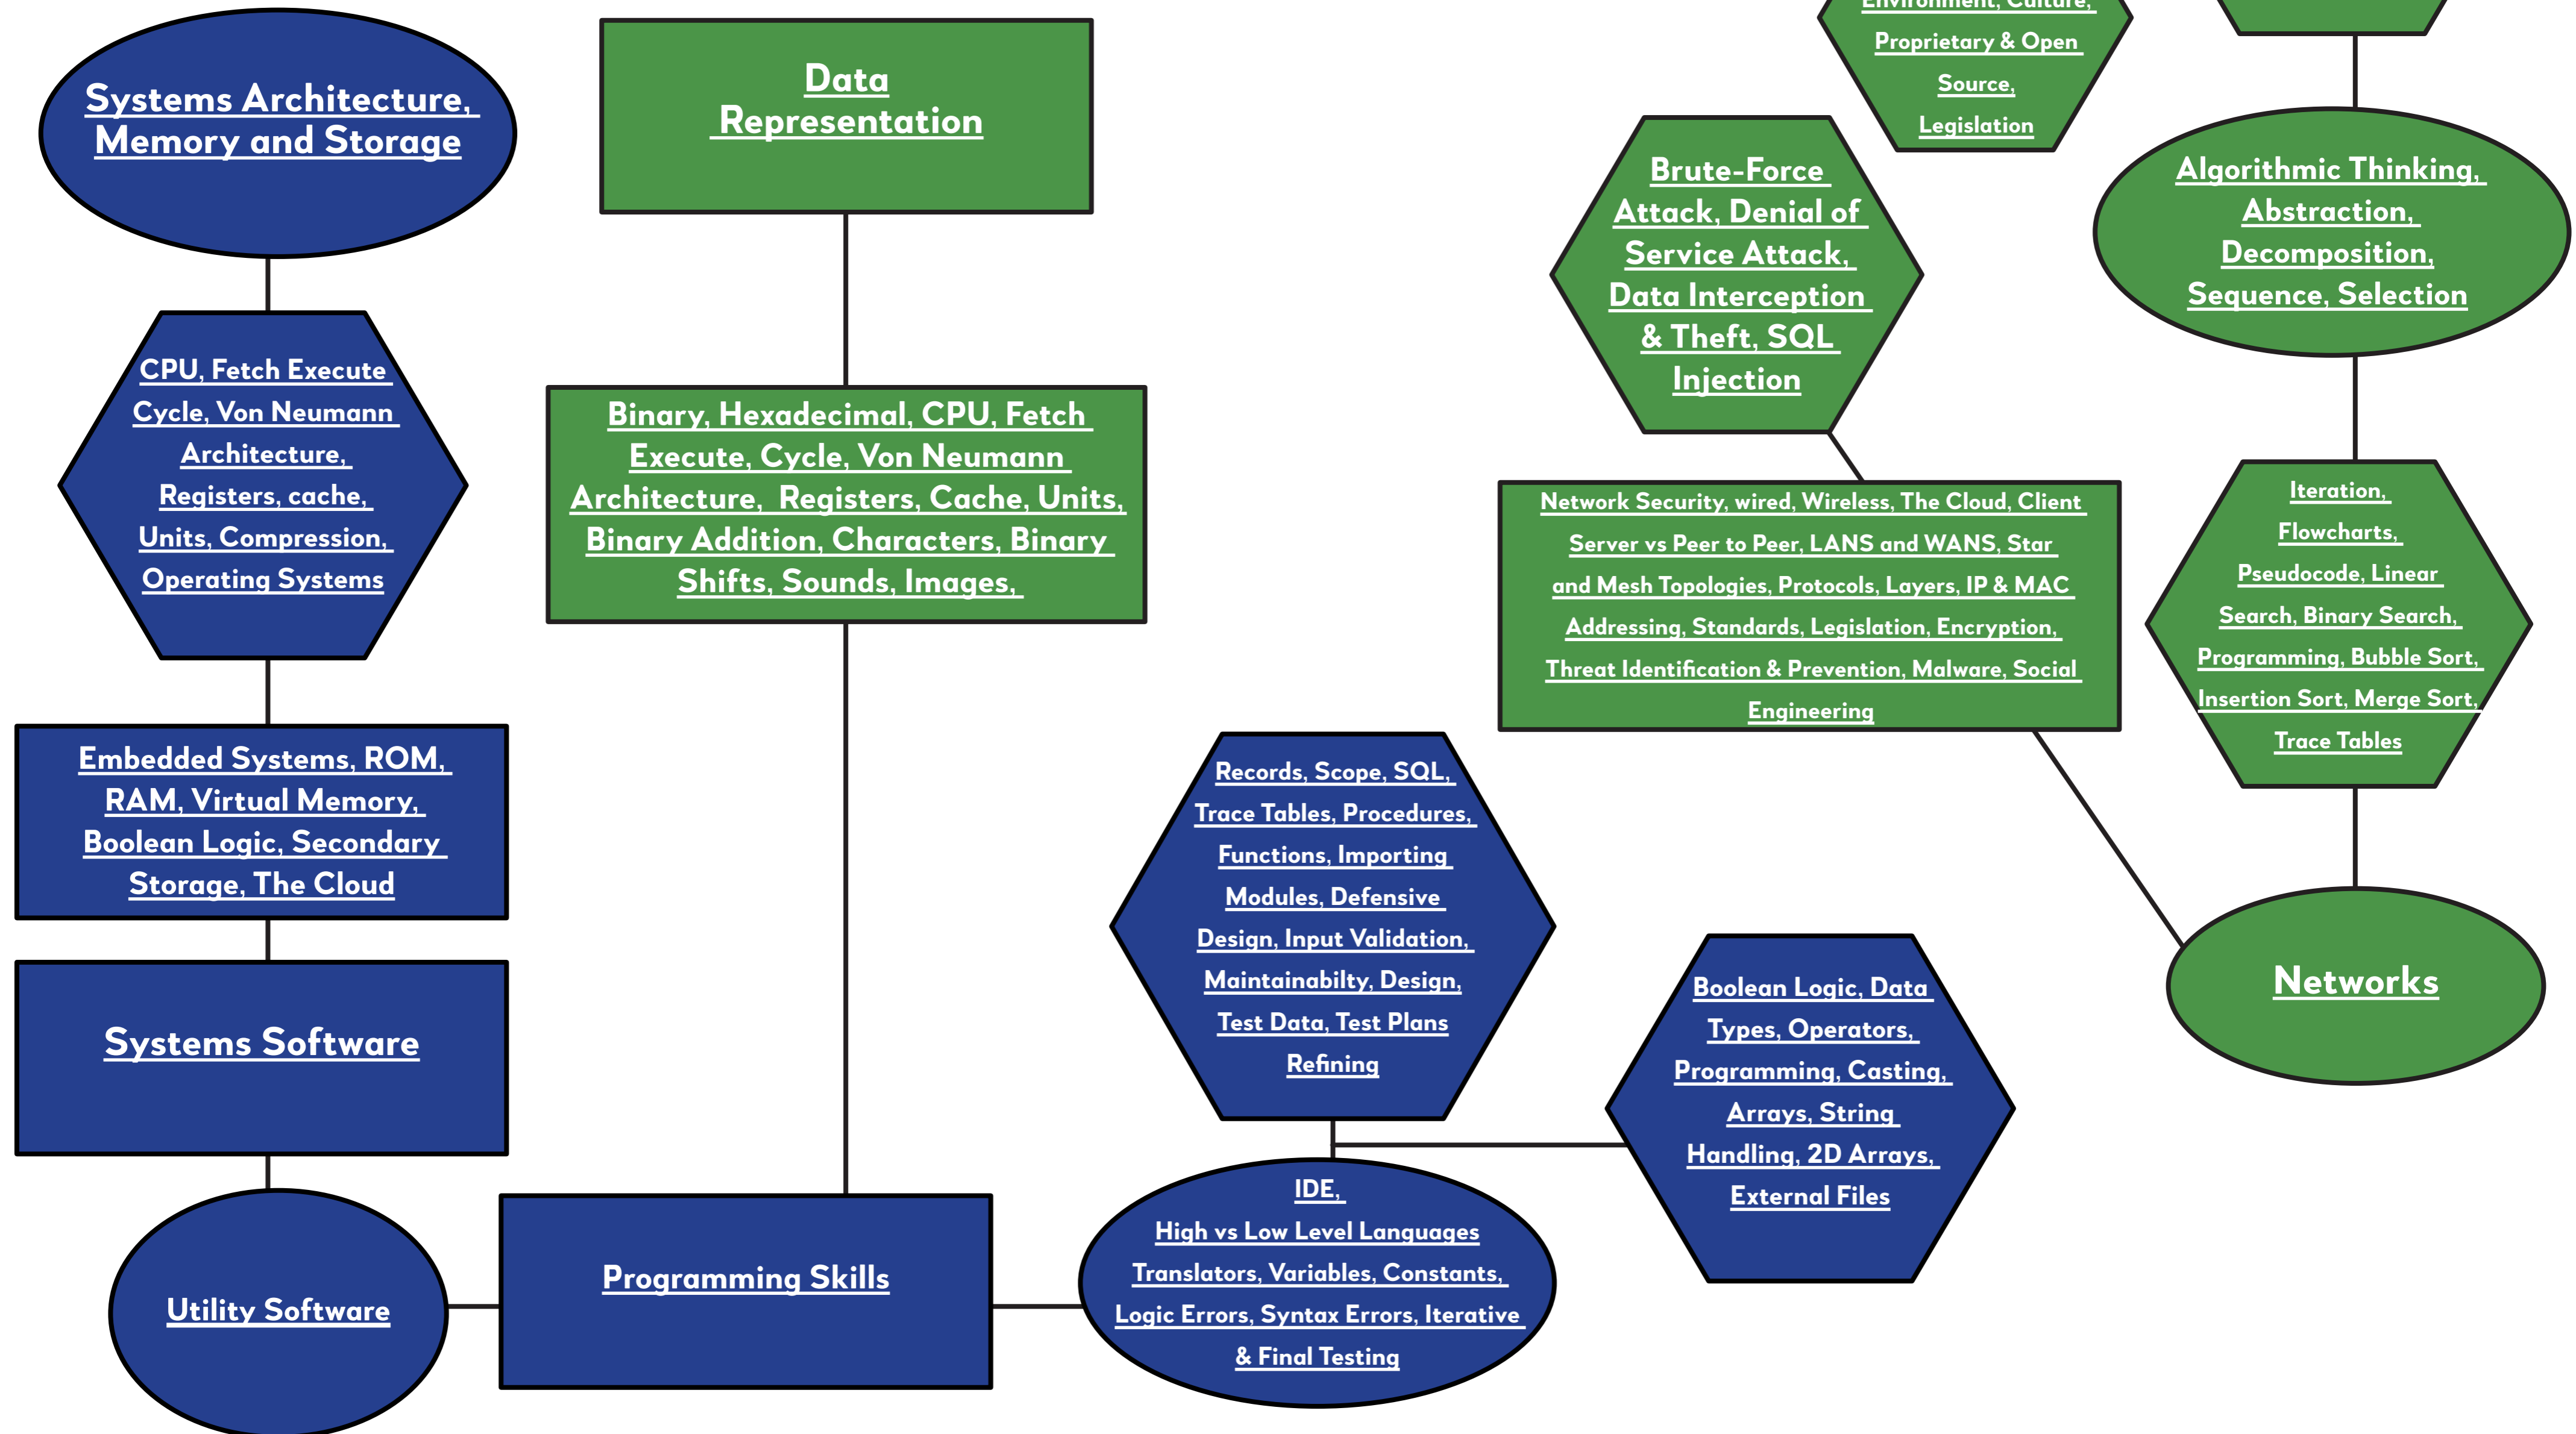 Systems Architecture,
Memory and Storage
CPU, Fetch Execute
Cycle, Von Neumann
Architecture,
Registers, cache,
Units, Compression,
Operating Systems
Embedded Systems, ROM,
RAM, Virtual Memory,
Boolean Logic, Secondary
Storage, The Cloud
Systems Software
Utility Software
Data
Representation
Binary, Hexadecimal, CPU, Fetch
Execute, Cycle, Von Neumann
Architecture, Registers, Cache, Units,
Binary Addition, Characters, Binary
Shifts, Sounds, Images,
Programming Skills
IDE,
High vs Low Level Languages
Translators, Variables, Constants,
Logic Errors, Syntax Errors, Iterative
& Final Testing
Records, Scope, SQL,
Trace Tables, Procedures,
Functions, Importing
Modules, Defensive
Design, Input Validation,
Maintainabilty, Design,
Test Data, Test Plans
Refining
Boolean Logic, Data
Types, Operators,
Programming, Casting,
Arrays, String
Handling, 2D Arrays,
External Files
Environment, Culture,
Proprietary & Open
Source,
Legislation
Brute-Force
Attack, Denial of
Service Attack,
Data Interception
& Theft, SQL
Injection
Network Security, wired, Wireless, The Cloud, Client
Server vs Peer to Peer, LANS and WANS, Star
and Mesh Topologies, Protocols, Layers, IP & MAC
Addressing, Standards, Legislation, Encryption,
Threat Identification & Prevention, Malware, Social
Engineering
Algorithmic Thinking,
Abstraction,
Decomposition,
Sequence, Selection
Iteration,
Flowcharts,
Pseudocode, Linear
Search, Binary Search,
Programming, Bubble Sort,
Insertion Sort, Merge Sort,
Trace Tables
Networks